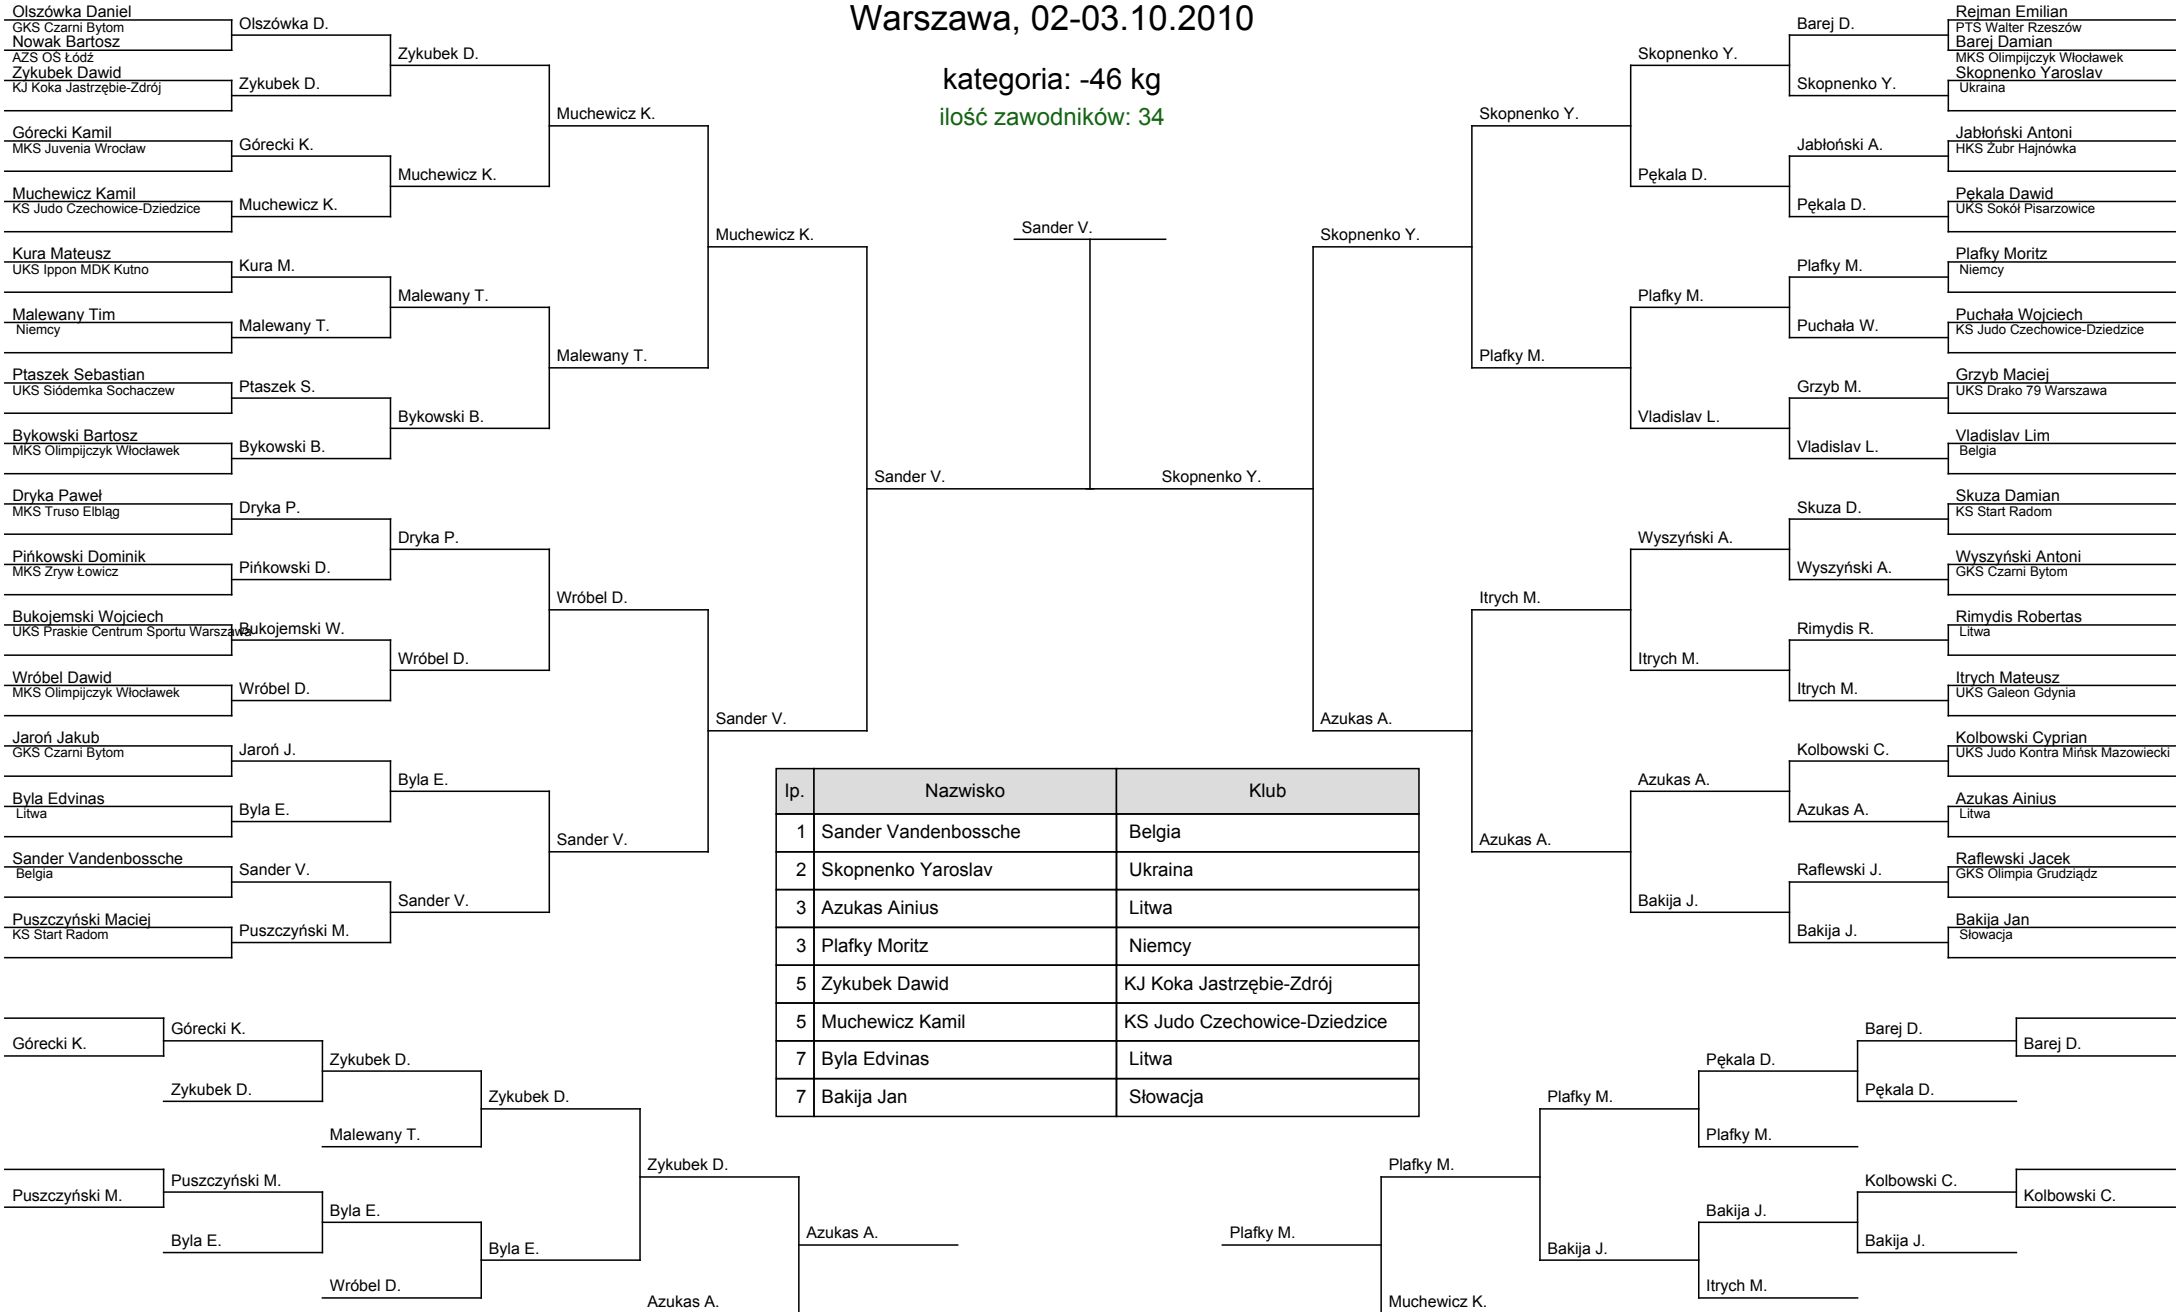 Warszawa, 02-03.10.2010
kategoria: -46 kg
ilość zawodników: 34
Olszówka Daniel
GKS Czarni Bytom
Nowak Bartosz
AZS OŚ Łódź
Zykubek Dawid
KJ Koka Jastrzębie-Zdrój
Górecki Kamil
MKS Juvenia Wrocław
Muchewicz Kamil
KS Judo Czechowice-Dziedzice
Kura Mateusz
UKS Ippon MDK Kutno
Malewany Tim
Niemcy
Ptaszek Sebastian
UKS Siódemka Sochaczew
Bykowski Bartosz
MKS Olimpijczyk Włocławek
Dryka Paweł
MKS Truso Elbląg
Pińkowski Dominik
MKS Zryw Łowicz
Bukojemski Wojciech
UKS Praskie Centrum Sportu Warszawa
Wróbel Dawid
MKS Olimpijczyk Włocławek
Jaroń Jakub
GKS Czarni Bytom
Byla Edvinas
Litwa
Sander Vandenbossche
Belgia
Puszczyński Maciej
KS Start Radom
Olszówka D.
Zykubek D.
Górecki K.
Muchewicz K.
Kura M.
Malewany T.
Ptaszek S.
Bykowski B.
Dryka P.
Pińkowski D.
Bukojemski W.
Wróbel D.
Jaroń J.
Byla E.
Sander V.
Puszczyński M.
Zykubek D.
Muchewicz K.
Malewany T.
Bykowski B.
Dryka P.
Wróbel D.
Byla E.
Sander V.
Muchewicz K.
Malewany T.
Wróbel D.
Sander V.
Muchewicz K.
Sander V.
Sander V.
Sander V.
Skopnenko Y.
Skopnenko Y.
Azukas A.
Skopnenko Y.
Plafky M.
Itrych M.
Azukas A.
Skopnenko Y.
Pękala D.
Plafky M.
Vladislav L.
Wyszyński A.
Itrych M.
Azukas A.
Bakija J.
Barej D.
Skopnenko Y.
Jabłoński A.
Pękala D.
Plafky M.
Puchała W.
Grzyb M.
Vladislav L.
Skuza D.
Wyszyński A.
Rimydis R.
Itrych M.
Kolbowski C.
Azukas A.
Raflewski J.
Bakija J.
Rejman Emilian
PTS Walter Rzeszów
Barej Damian
MKS Olimpijczyk Włocławek
Skopnenko Yaroslav
Ukraina
Jabłoński Antoni
HKS Żubr Hajnówka
Pękala Dawid
UKS Sokół Pisarzowice
Plafky Moritz
Niemcy
Puchała Wojciech
KS Judo Czechowice-Dziedzice
Grzyb Maciej
UKS Drako 79 Warszawa
Vladislav Lim
Belgia
Skuza Damian
KS Start Radom
Wyszyński Antoni
GKS Czarni Bytom
Rimydis Robertas
Litwa
Itrych Mateusz
UKS Galeon Gdynia
Kolbowski Cyprian
UKS Judo Kontra Mińsk Mazowiecki
Azukas Ainius
Litwa
Raflewski Jacek
GKS Olimpia Grudziądz
Bakija Jan
Słowacja
lp. Nazwisko Klub
1 Sander Vandenbossche Belgia
2 Skopnenko Yaroslav Ukraina
3 Azukas Ainius Litwa
3 Plafky Moritz Niemcy
5 Zykubek Dawid KJ Koka Jastrzębie-Zdrój
5 Muchewicz Kamil KS Judo Czechowice-Dziedzice
7 Byla Edvinas Litwa
7 Bakija Jan Słowacja
Górecki K.
Puszczyński M.
Górecki K.
Zykubek D.
Puszczyński M.
Byla E.
Zykubek D.
Malewany T.
Byla E.
Wróbel D.
Zykubek D.
Byla E.
Zykubek D.
Azukas A.
Azukas A.
Plafky M.
Plafky M.
Muchewicz K.
Plafky M.
Bakija J.
Pękala D.
Plafky M.
Bakija J.
Itrych M.
Barej D.
Pękala D.
Kolbowski C.
Bakija J.
Barej D.
Kolbowski C.